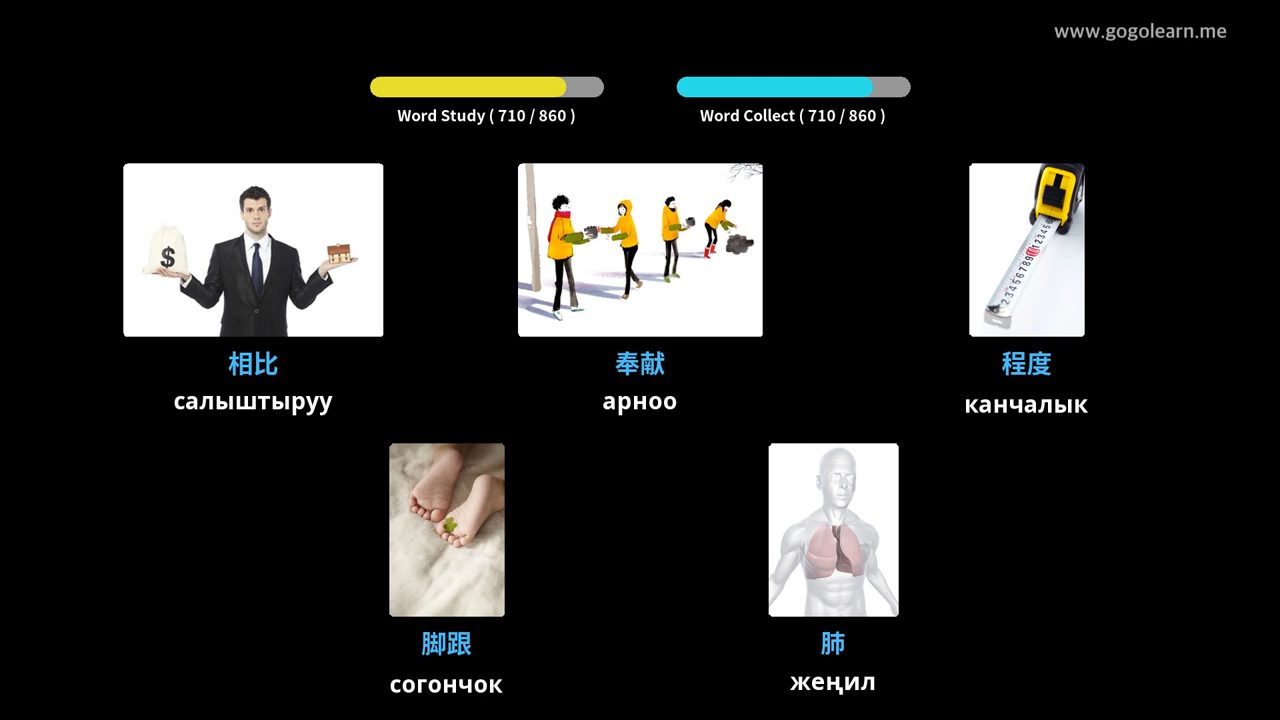 www.gogolearn.me
Word Study ( 710 / 860 )
Word Collect ( 710 / 860 )
相比
салыштыруу
奉献
арноо
程度
канчалык
脚跟
согончок
肺
жеңил